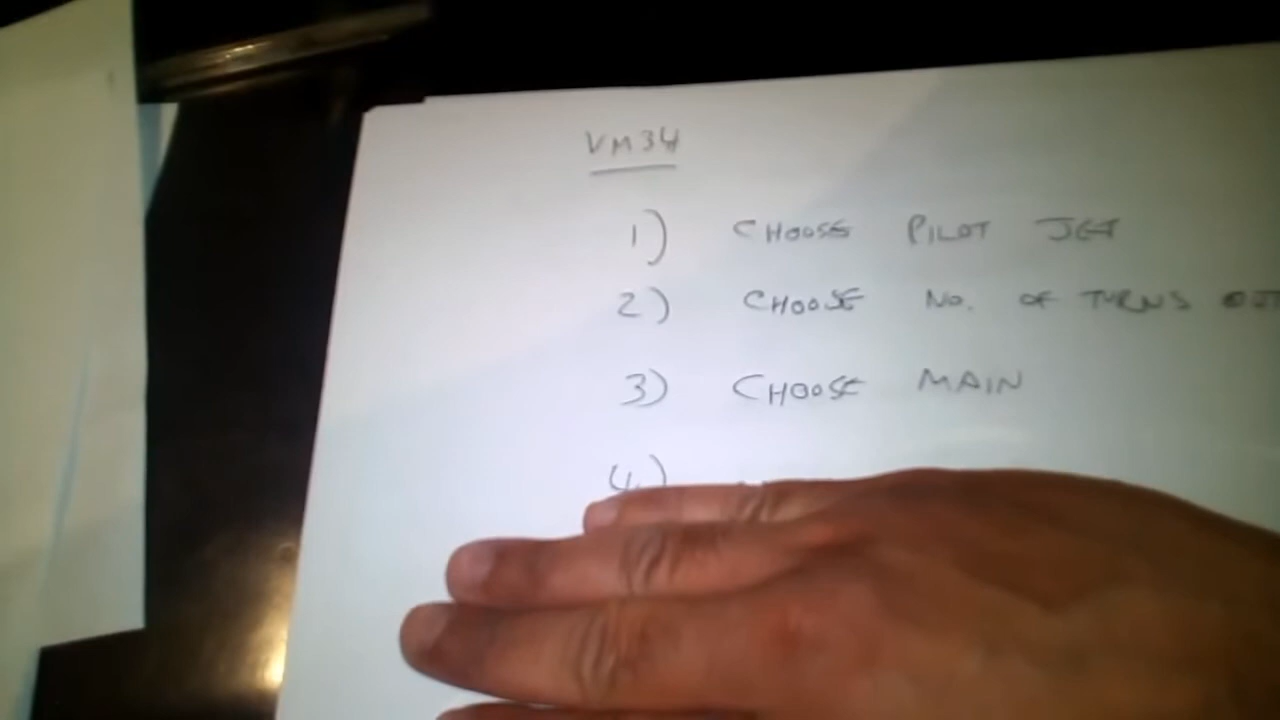 VM34
1) CHOOSE PILOT JET
2) CHOOSE No. OF TURNS
3) CHOOSE MAIN
4)